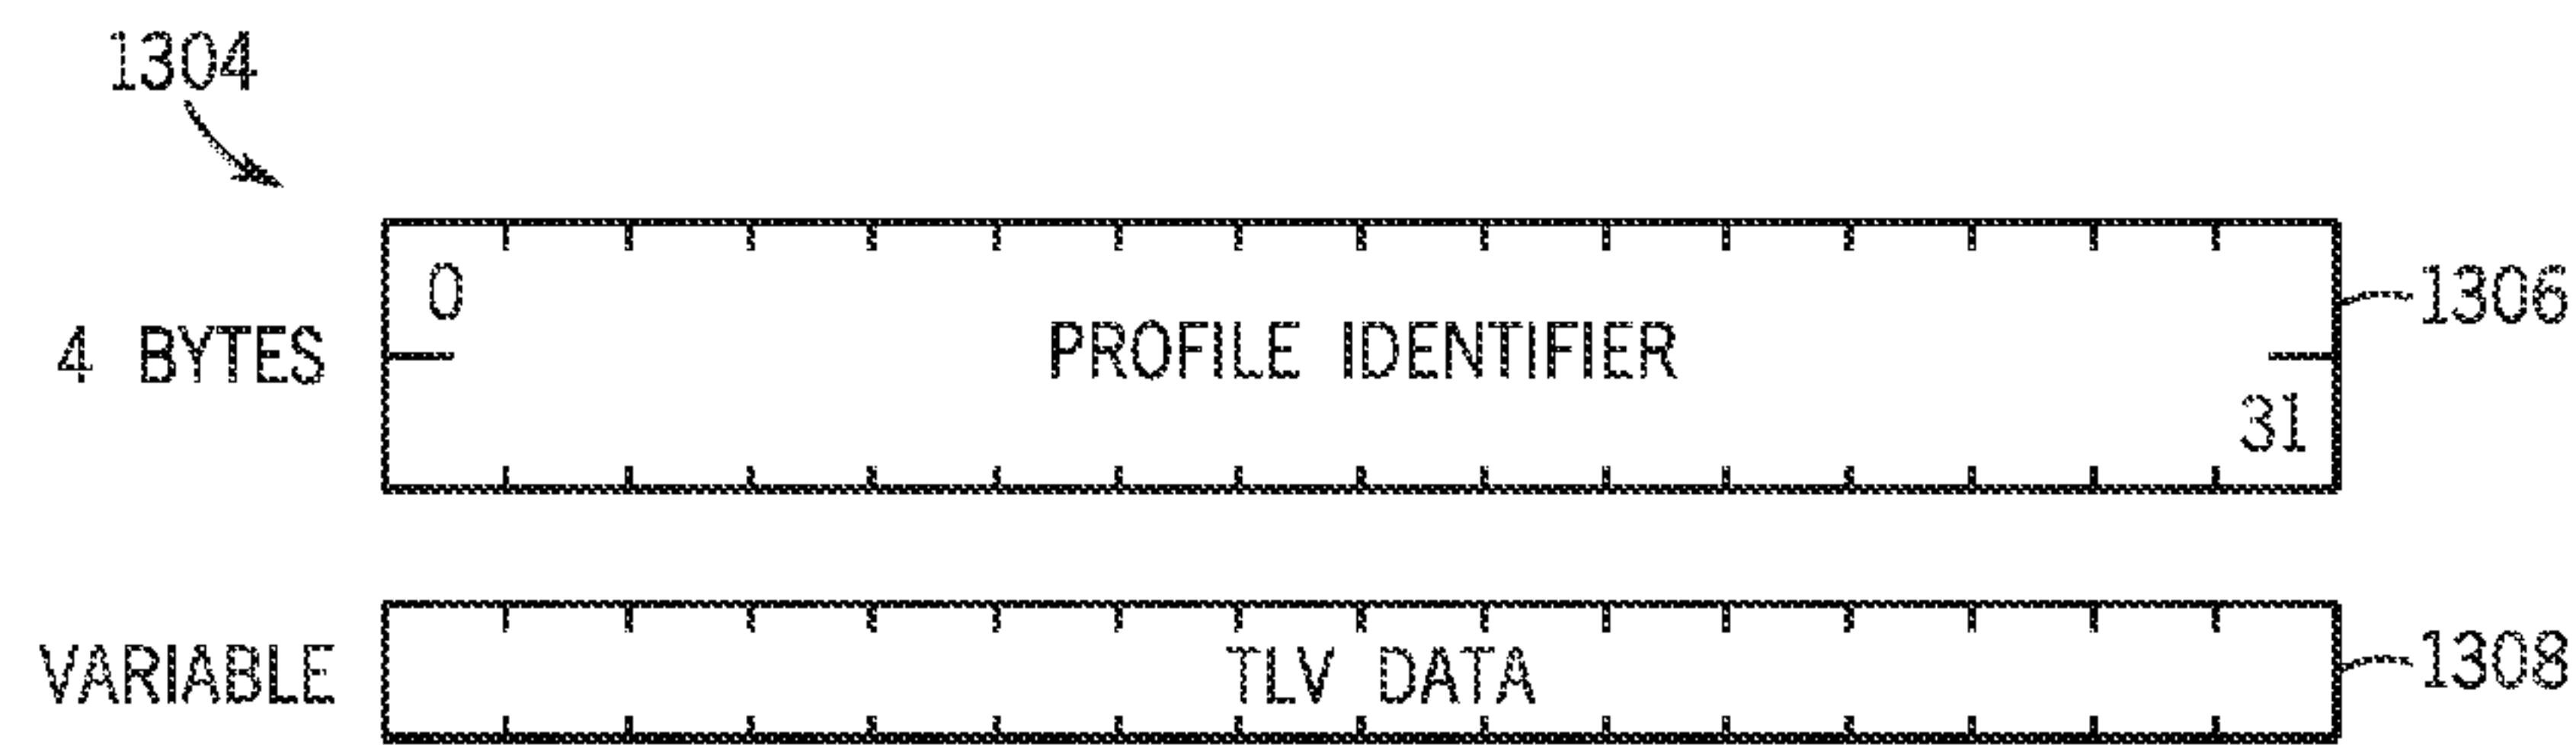 1304
0
4 BYTES PROFILE IDENTIFIER 1306
31
VARIABLE TLV DATA 1308